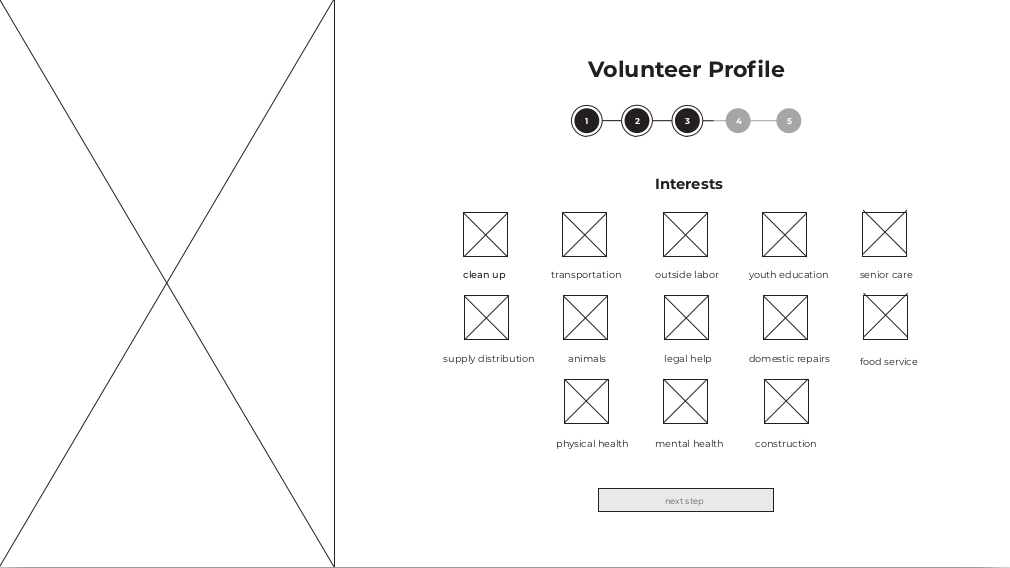 Volunteer Profile
1 2 3 4 5
Interests
clean up transportation outside labor youth education senior care
supply distribution animals legal help domestic repairs food service
physical health mental health construction
next step